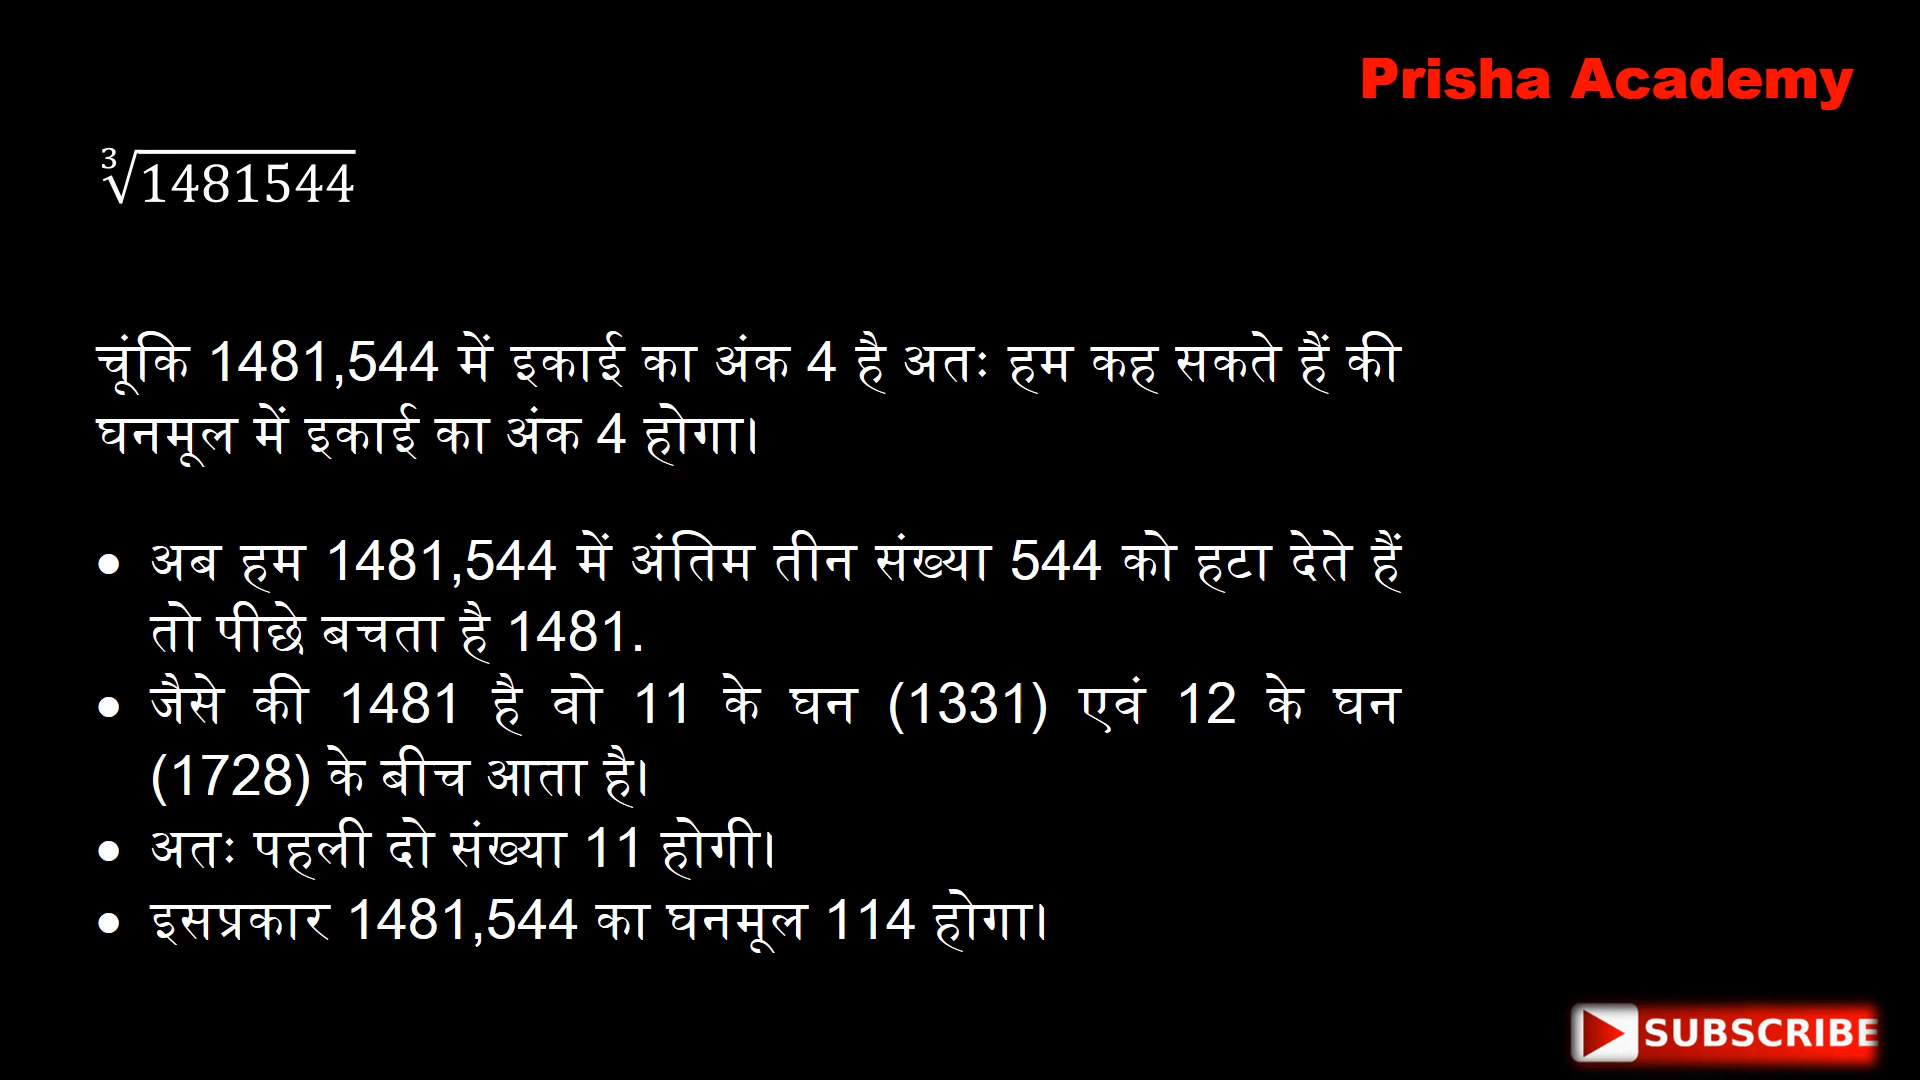 Prisha Academy
∛1481544
चूंकि 1481,544 में इकाई का अंक 4 है अतः हम कह सकते हैं की
घनमूल में इकाई का अंक 4 होगा।
• अब हम 1481,544 में अंतिम तीन संख्या 544 को हटा देते हैं
तो पीछे बचता है 1481.
• जैसे की 1481 है वो 11 के घन (1331) एवं 12 के घन
(1728) के बीच आता है।
• अतः पहली दो संख्या 11 होगी।
• इसप्रकार 1481,544 का घनमूल 114 होगा।
SUBSCRIBE